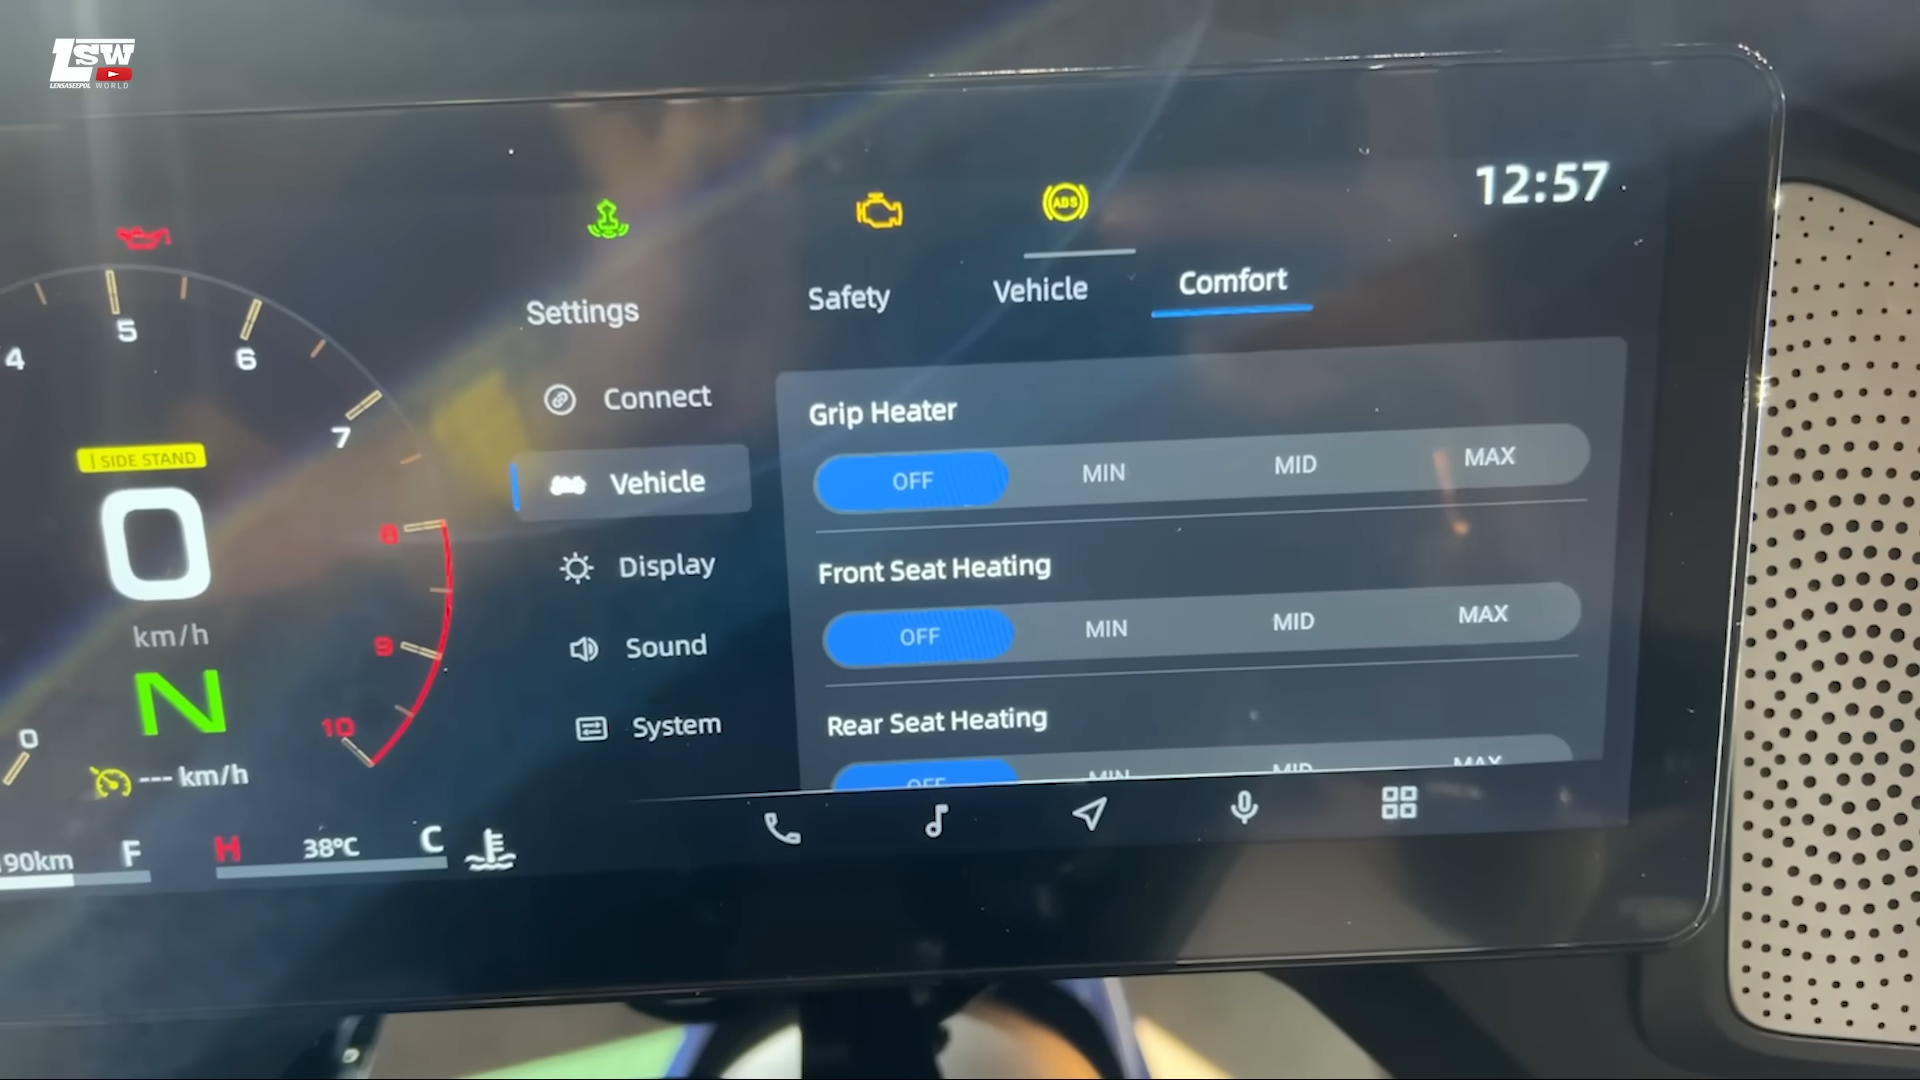 LSW
LENSASEEPOL WORLD
12:57
ABS
Safety
Vehicle
Comfort
Settings
Connect
Vehicle
Display
Sound
System
Grip Heater
OFF MIN MID MAX
Front Seat Heating
OFF MIN MID MAX
Rear Seat Heating
OFF MIN MID MAX
4 5 6 7 8 9 10
SIDE STAND
0
km/h
N
0
--- km/h
90km F
H 38°C C